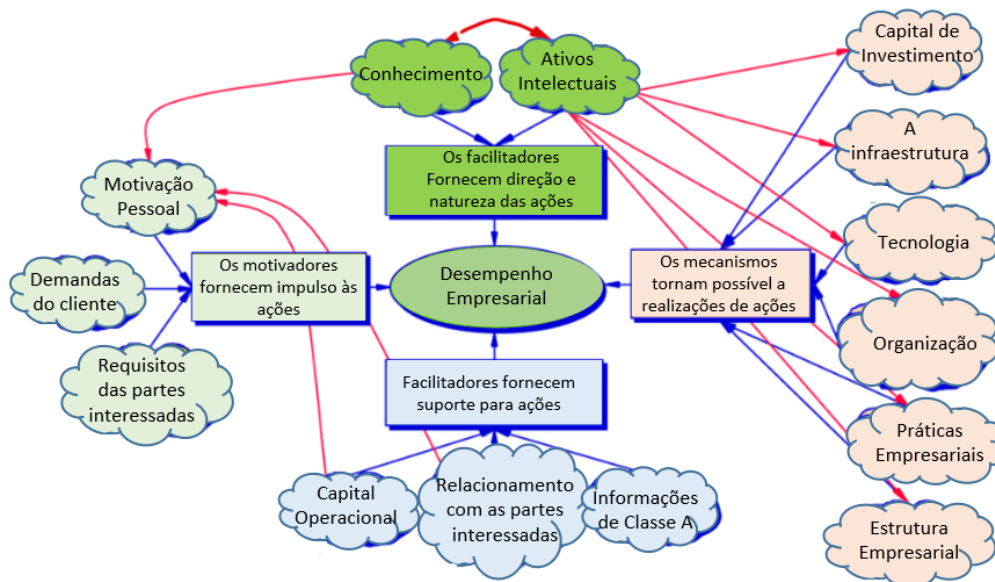 Conhecimento
Ativos
Intelectuais
Capital de
Investimento
A
infraestrutura
Tecnologia
Organização
Práticas
Empresariais
Estrutura
Empresarial
Os facilitadores
Fornecem direção e
natureza das ações
Motivação
Pessoal
Demandas
do cliente
Requisitos
das partes
interessadas
Os motivadores
fornecem impulso às
ações
Desempenho
Empresarial
Os mecanismos
tornam possível a
realizações de ações
Facilitadores fornecem
suporte para ações
Capital
Operacional
Relacionamento
com as partes
interessadas
Informações
de Classe A